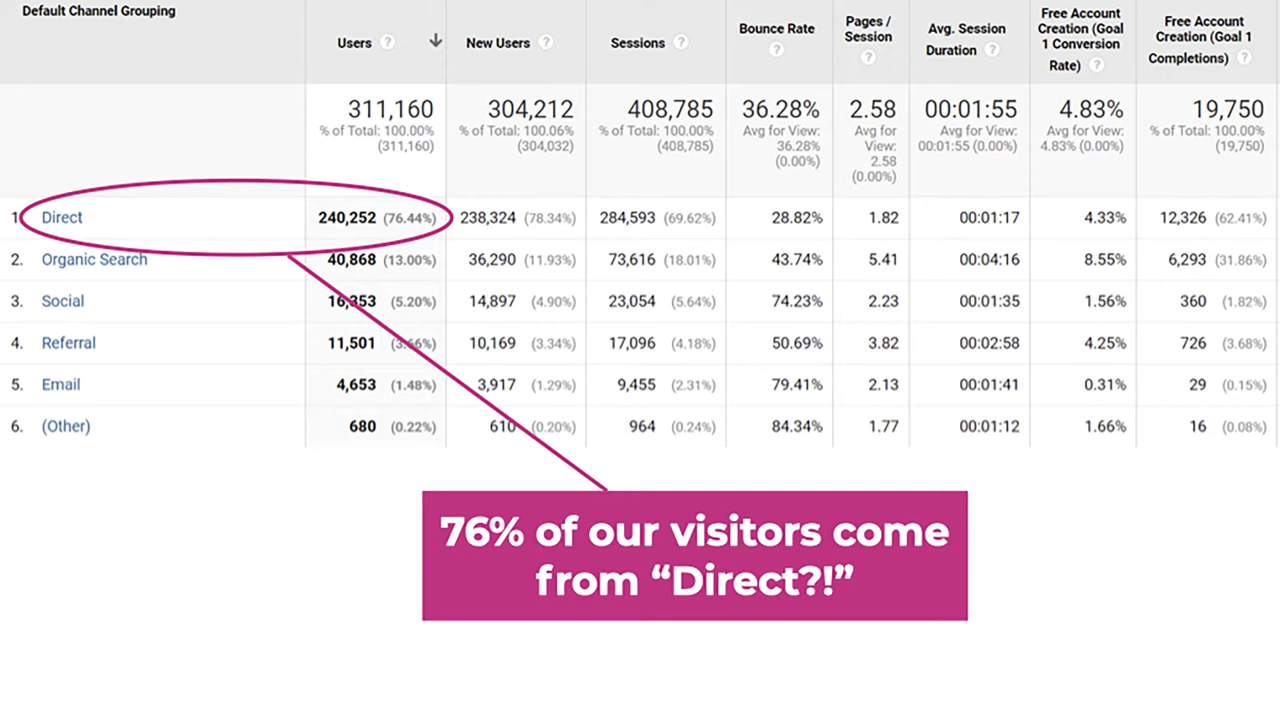 Default Channel Grouping
Users ?
New Users ?
Sessions ?
Bounce Rate
?
Pages /
Session
?
Avg. Session
Duration ?
Free Account
Creation (Goal
1 Conversion
Rate) ?
Free Account
Creation (Goal 1
Completions) ?
311,160
% of Total: 100.00%
(311,160)
304,212
% of Total: 100.06%
(304,032)
408,785
% of Total: 100.00%
(408,785)
36.28%
Avg for View:
36.28%
(0.00%)
2.58
Avg for
View:
2.58
(0.00%)
00:01:55
Avg for View:
00:01:55 (0.00%)
4.83%
Avg for View:
4.83% (0.00%)
19,750
% of Total: 100.00%
(19,750)
1 Direct 240,252 (76.44%) 238,324 (78.34%) 284,593 (69.62%) 28.82% 1.82 00:01:17 4.33% 12,326 (62.41%)
2. Organic Search 40,868 (13.00%) 36,290 (11.93%) 73,616 (18.01%) 43.74% 5.41 00:04:16 8.55% 6,293 (31.86%)
3. Social 16,353 (5.20%) 14,897 (4.90%) 23,054 (5.64%) 74.23% 2.23 00:01:35 1.56% 360 (1.82%)
4. Referral 11,501 (3.66%) 10,169 (3.34%) 17,096 (4.18%) 50.69% 3.82 00:02:58 4.25% 726 (3.68%)
5. Email 4,653 (1.48%) 3,917 (1.29%) 9,455 (2.31%) 79.41% 2.13 00:01:41 0.31% 29 (0.15%)
6. (Other) 680 (0.22%) 610 (0.20%) 964 (0.24%) 84.34% 1.77 00:01:12 1.66% 16 (0.08%)
76% of our visitors come
from “Direct?!”